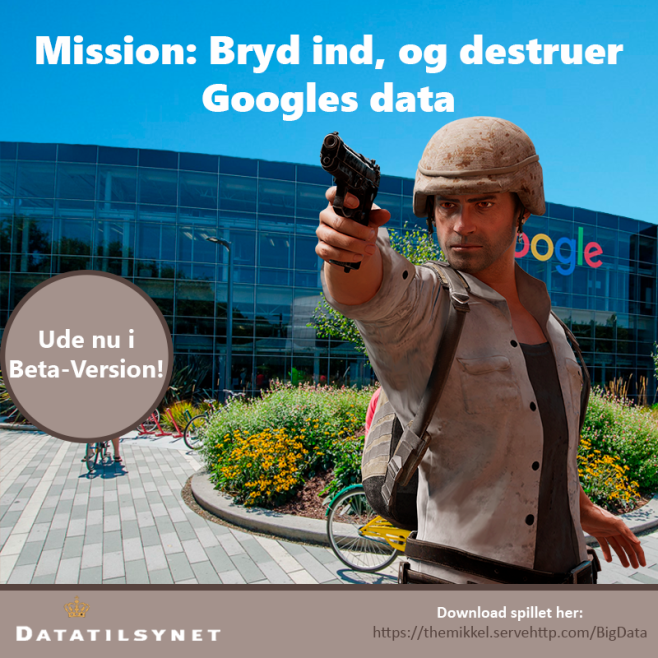 Mission: Bryd ind, og destruer
Googles data
oogle
Ude nu i
Beta-Version!
DATATILSYNET
Download spillet her:
https://themikkel.servehttp.com/BigData